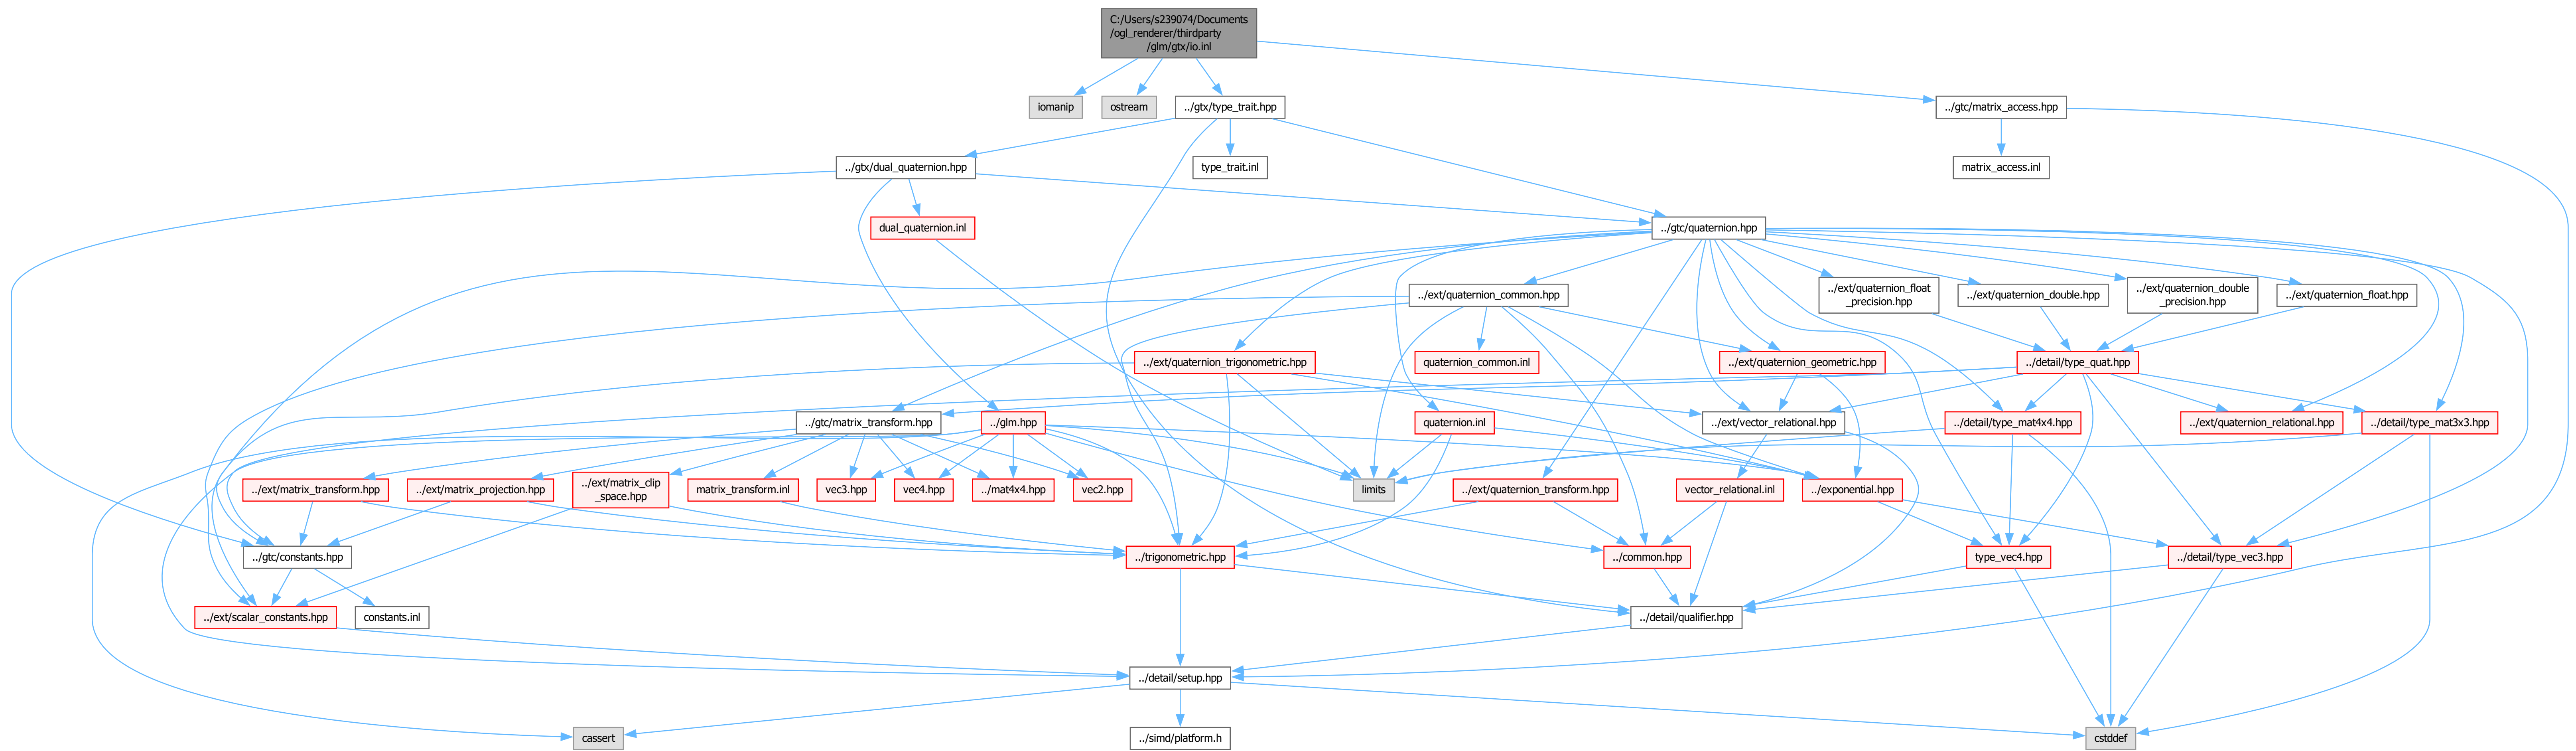 C:/Users/s239074/Documents
/ogl_renderer/thirdparty
/glm/gtx/io.inl
iomanip
ostream
../gtx/type_trait.hpp
../gtc/matrix_access.hpp
../gtx/dual_quaternion.hpp
type_trait.inl
matrix_access.inl
dual_quaternion.inl
../gtc/quaternion.hpp
../ext/quaternion_common.hpp
../ext/quaternion_float
_precision.hpp
../ext/quaternion_double.hpp
../ext/quaternion_double
_precision.hpp
../ext/quaternion_float.hpp
../ext/quaternion_trigonometric.hpp
quaternion_common.inl
../ext/quaternion_geometric.hpp
../detail/type_quat.hpp
../gtc/matrix_transform.hpp
../glm.hpp
quaternion.inl
../ext/vector_relational.hpp
../detail/type_mat4x4.hpp
../ext/quaternion_relational.hpp
../detail/type_mat3x3.hpp
../ext/matrix_transform.hpp
../ext/matrix_projection.hpp
../ext/matrix_clip
_space.hpp
matrix_transform.inl
vec3.hpp
vec4.hpp
../mat4x4.hpp
vec2.hpp
limits
../ext/quaternion_transform.hpp
vector_relational.inl
../exponential.hpp
../gtc/constants.hpp
../trigonometric.hpp
../common.hpp
type_vec4.hpp
../detail/type_vec3.hpp
../ext/scalar_constants.hpp
constants.inl
../detail/qualifier.hpp
../detail/setup.hpp
cassert
../simd/platform.h
cstddef